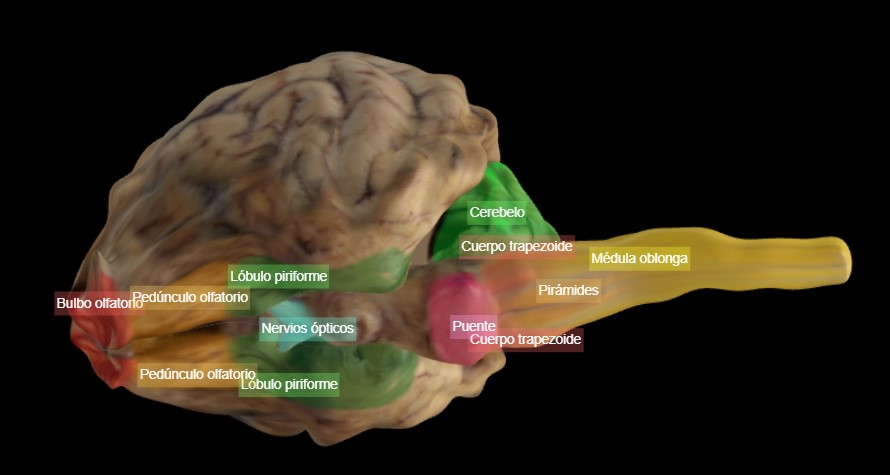 Cerebelo
Cuerpo trapezoide
Médula oblonga
Lóbulo piriforme
Pirámides
Bulbo olfatorio
Pedúnculo olfatorio
Nervios ópticos
Puente
Cuerpo trapezoide
Pedúnculo olfatorio
Lóbulo piriforme